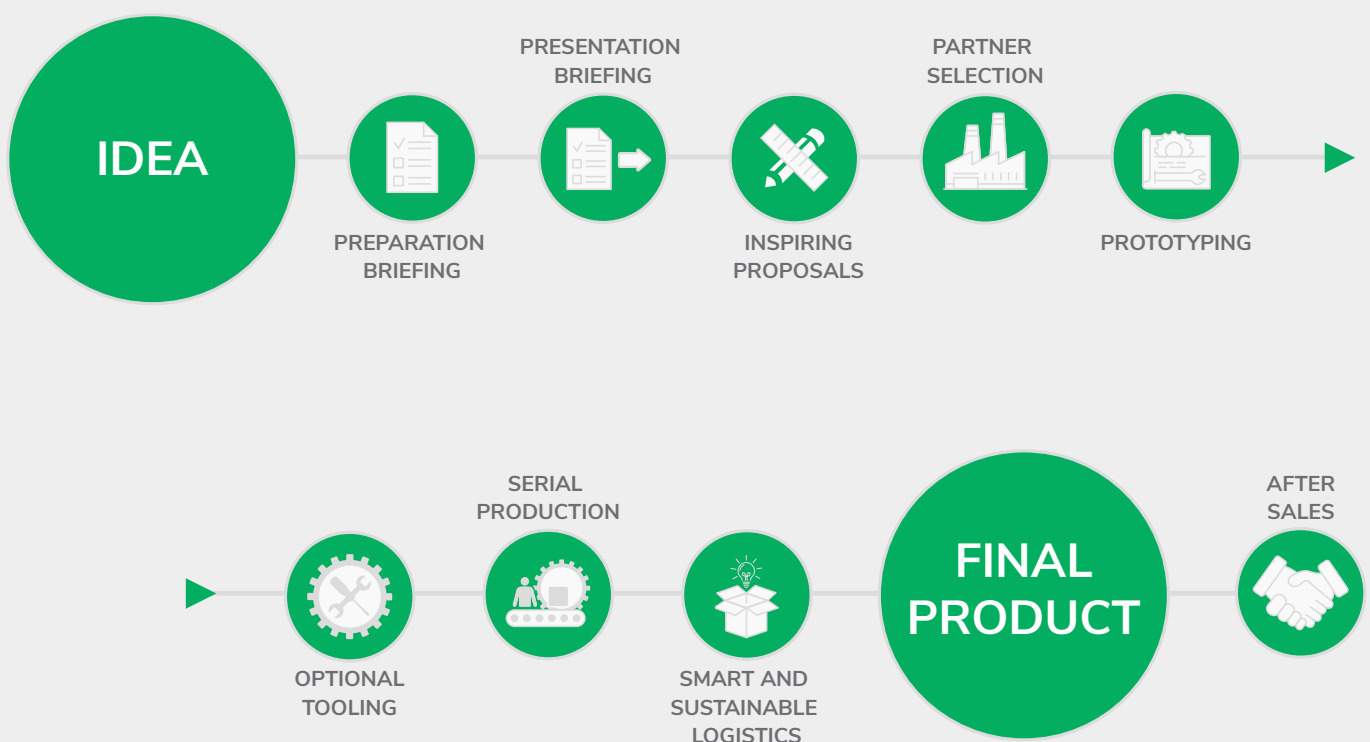 IDEA
PREPARATION
BRIEFING
PRESENTATION
BRIEFING
INSPIRING
PROPOSALS
PARTNER
SELECTION
PROTOTYPING
OPTIONAL
TOOLING
SERIAL
PRODUCTION
SMART AND
SUSTAINABLE
LOGISTICS
FINAL
PRODUCT
AFTER
SALES